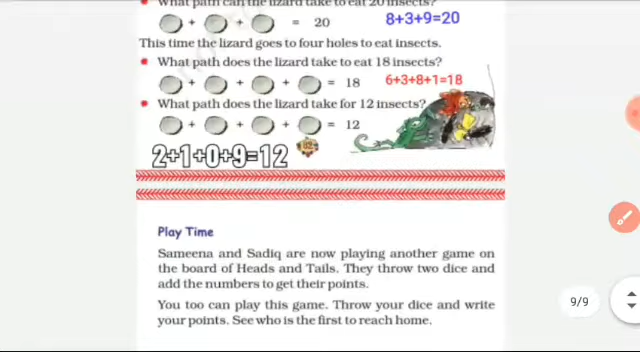 What path can the lizard take to eat 20 insects?
+ + = 20 8+3+9=20
This time the lizard goes to four holes to eat insects.
What path does the lizard take to eat 18 insects?
+ + + = 18 6+3+8+1=18
What path does the lizard take for 12 insects?
+ + + = 12
2+1+0+9=12
Play Time
Sameena and Sadiq are now playing another game on
the board of Heads and Tails. They throw two dice and
add the numbers to get their points.
You too can play this game. Throw your dice and write
your points. See who is the first to reach home.
9/9